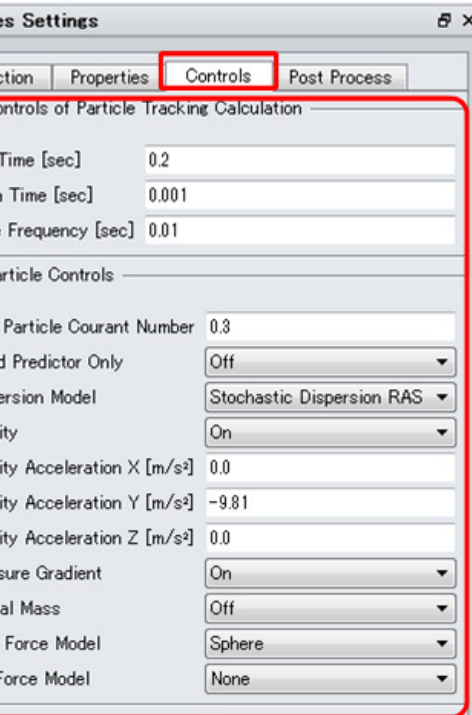 es Settings
ction Properties Controls Post Process
ontrols of Particle Tracking Calculation
Time [sec] 0.2
Time [sec] 0.001
Frequency [sec] 0.01
article Controls
Particle Courant Number 0.3
d Predictor Only Off
ersion Model Stochastic Dispersion RAS
ity On
ity Acceleration X [m/s²] 0.0
ity Acceleration Y [m/s²] -9.81
ity Acceleration Z [m/s²] 0.0
sure Gradient On
al Mass Off
Force Model Sphere
Force Model None